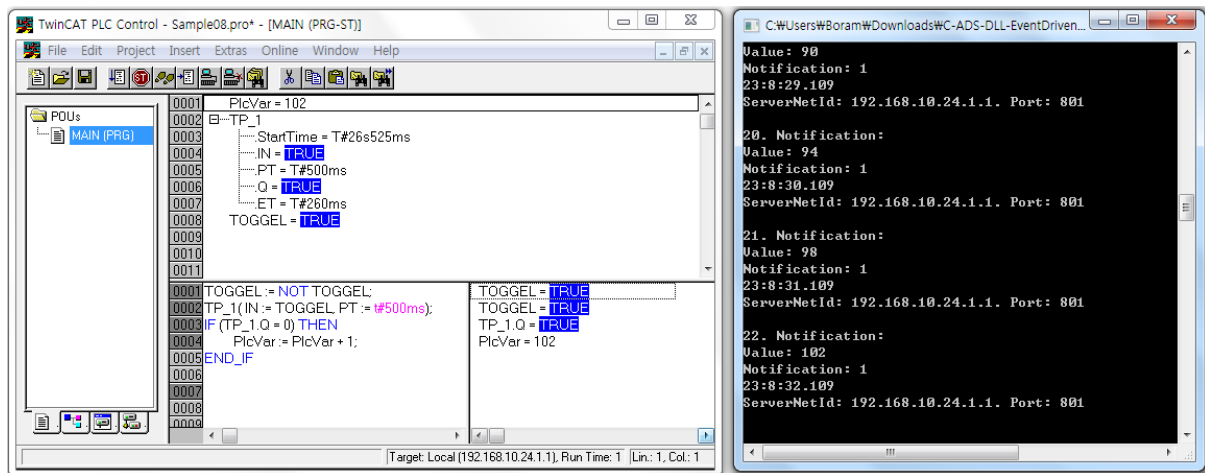 TwinCAT PLC Control - Sample08.pro* - [MAIN (PRG-ST)]
File Edit Project Insert Extras Online Window Help
POUs
MAIN (PRG)
0001 PlcVar = 102
0002 TP_1
0003 .StartTime = T#26s525ms
0004 .IN = TRUE
0005 .PT = T#500ms
0006 .Q = TRUE
0007 .ET = T#260ms
0008 TOGGEL = TRUE
0009
0010
0011
0001 TOGGEL := NOT TOGGEL; TOGGEL = TRUE
0002 TP_1( IN := TOGGEL, PT := t#500ms); TOGGEL = TRUE
0003 IF (TP_1.Q = 0) THEN TP_1.Q = TRUE
0004 PlcVar := PlcVar + 1; PlcVar = 102
0005 END_IF
0006
0007
0008
0009
Target: Local (192.168.10.24.1.1), Run Time: 1 Lin.: 1, Col.: 1
C:₩Users₩Boram₩Downloads₩C-ADS-DLL-EventDriven...
Value: 90
Notification: 1
23:8:29.109
ServerNetId: 192.168.10.24.1.1. Port: 801
20. Notification:
Value: 94
Notification: 1
23:8:30.109
ServerNetId: 192.168.10.24.1.1. Port: 801
21. Notification:
Value: 98
Notification: 1
23:8:31.109
ServerNetId: 192.168.10.24.1.1. Port: 801
22. Notification:
Value: 102
Notification: 1
23:8:32.109
ServerNetId: 192.168.10.24.1.1. Port: 801